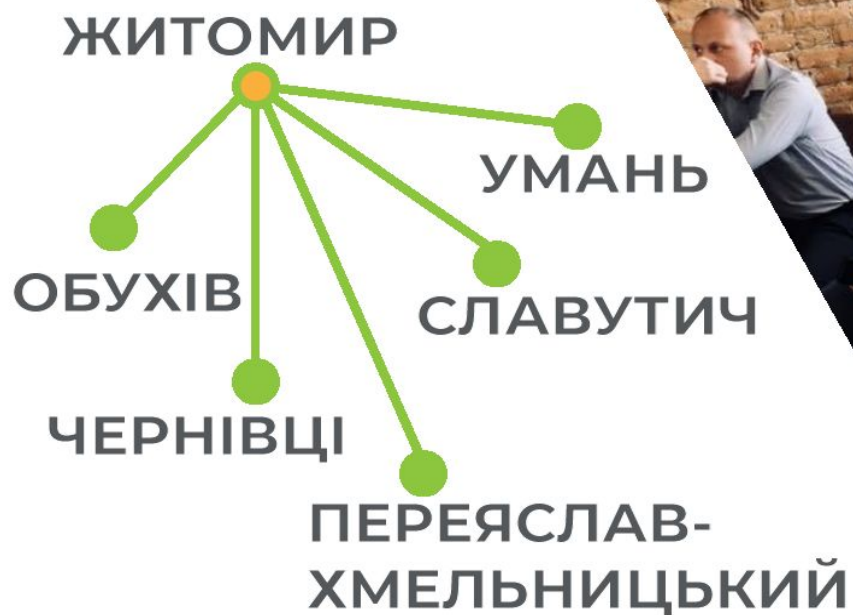 ЖИТОМИР
УМАНЬ
ОБУХІВ
СЛАВУТИЧ
ЧЕРНІВЦІ
ПЕРЕЯСЛАВ-
ХМЕЛЬНИЦЬКИЙ